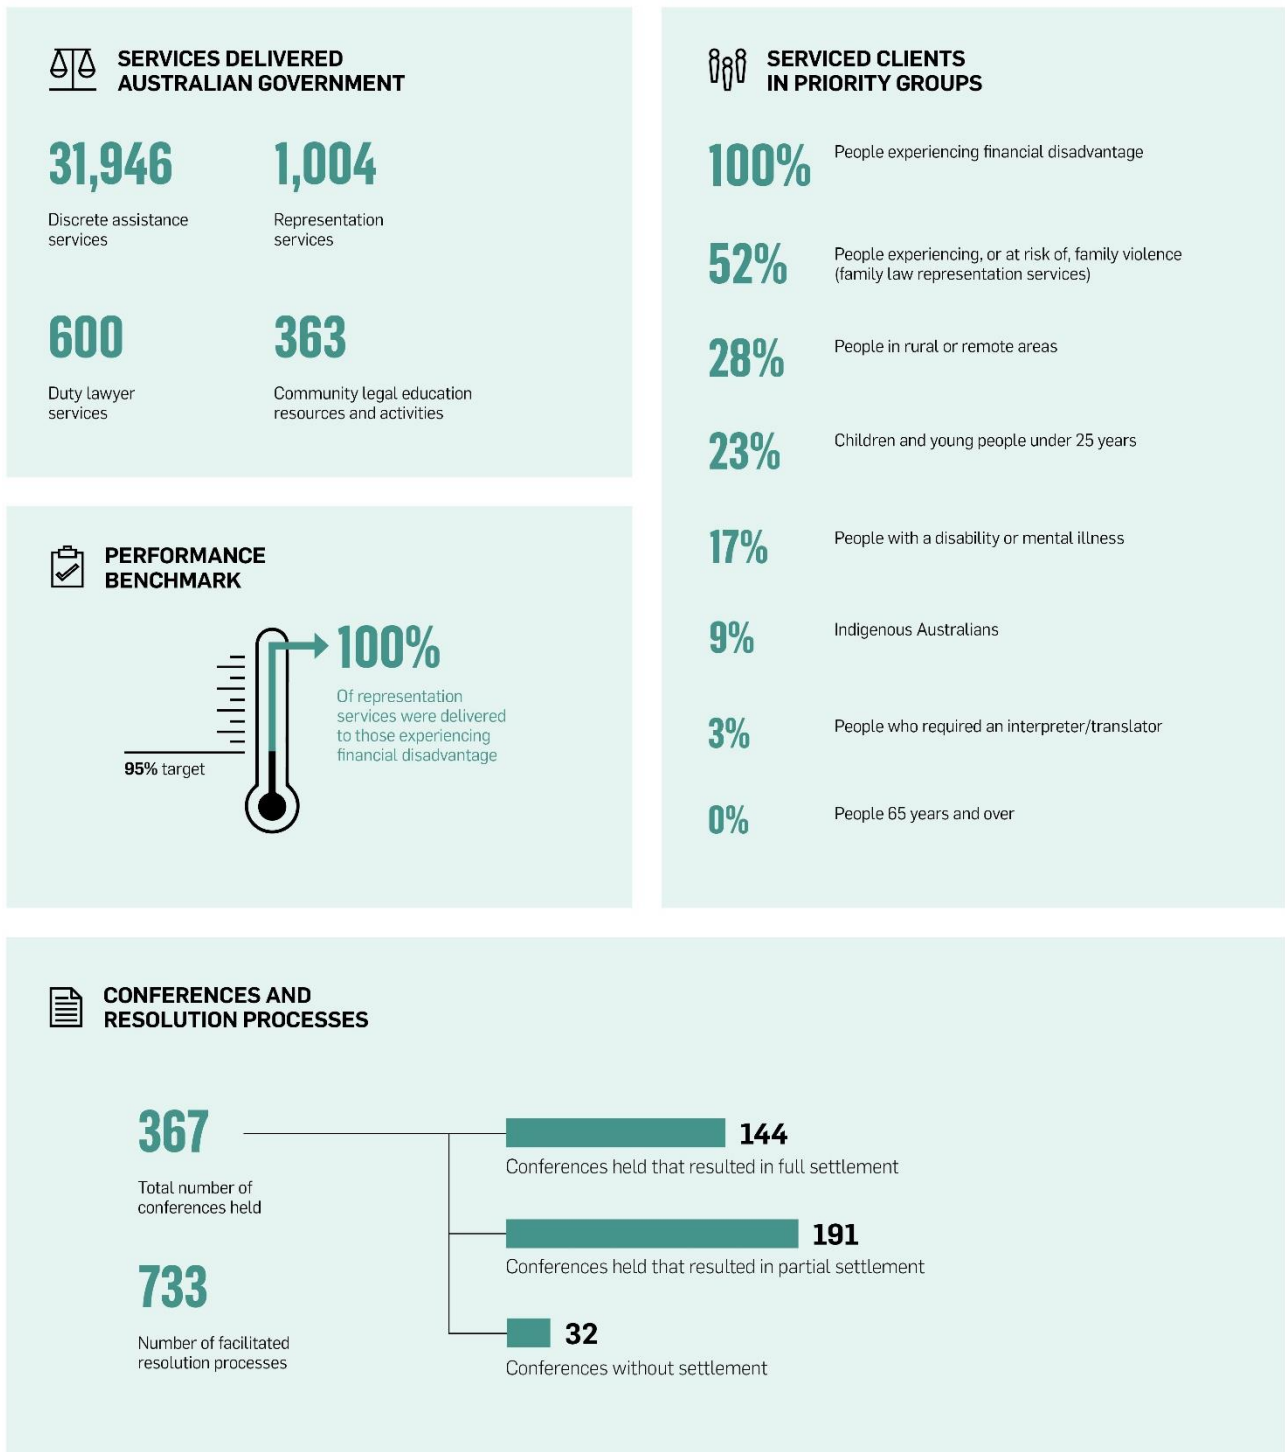 SERVICES DELIVERED
AUSTRALIAN GOVERNMENT
31,946
Discrete assistance
services
1,004
Representation
services
600
Duty lawyer
services
363
Community legal education
resources and activities
PERFORMANCE
BENCHMARK
100%
Of representation
services were delivered
to those experiencing
financial disadvantage
95% target
SERVICED CLIENTS
IN PRIORITY GROUPS
100%
People experiencing financial disadvantage
52%
People experiencing, or at risk of, family violence
(family law representation services)
28%
People in rural or remote areas
23%
Children and young people under 25 years
17%
People with a disability or mental illness
9%
Indigenous Australians
3%
People who required an interpreter/translator
0%
People 65 years and over
CONFERENCES AND
RESOLUTION PROCESSES
367
Total number of
conferences held
733
Number of facilitated
resolution processes
144
Conferences held that resulted in full settlement
191
Conferences held that resulted in partial settlement
32
Conferences without settlement